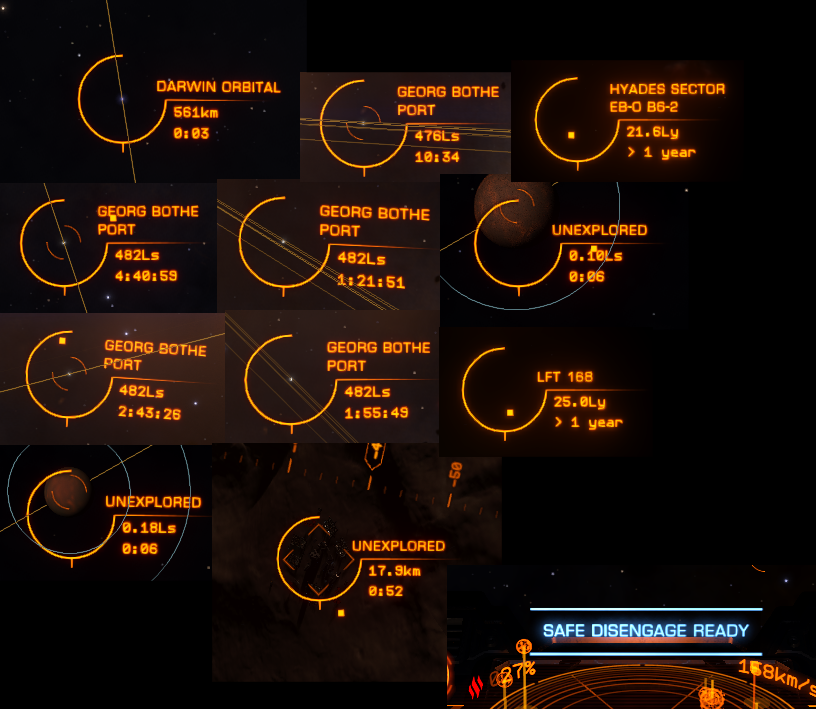 DARWIN ORBITAL
561km
0:03
GEORG BOTHE
PORT
476Ls
10:34
HYADES SECTOR
EB-O B6-2
21.6Ly
> 1 year
GEORG BOTHE
PORT
482Ls
4:40:59
GEORG BOTHE
PORT
482Ls
1:21:51
UNEXPLORED
0.10Ls
0:06
GEORG BOTHE
PORT
482Ls
2:43:26
GEORG BOTHE
PORT
482Ls
1:55:49
LFT 168
25.0Ly
> 1 year
UNEXPLORED
0.18Ls
0:06
-50
UNEXPLORED
17.9km
0:52
SAFE DISENGAGE READY